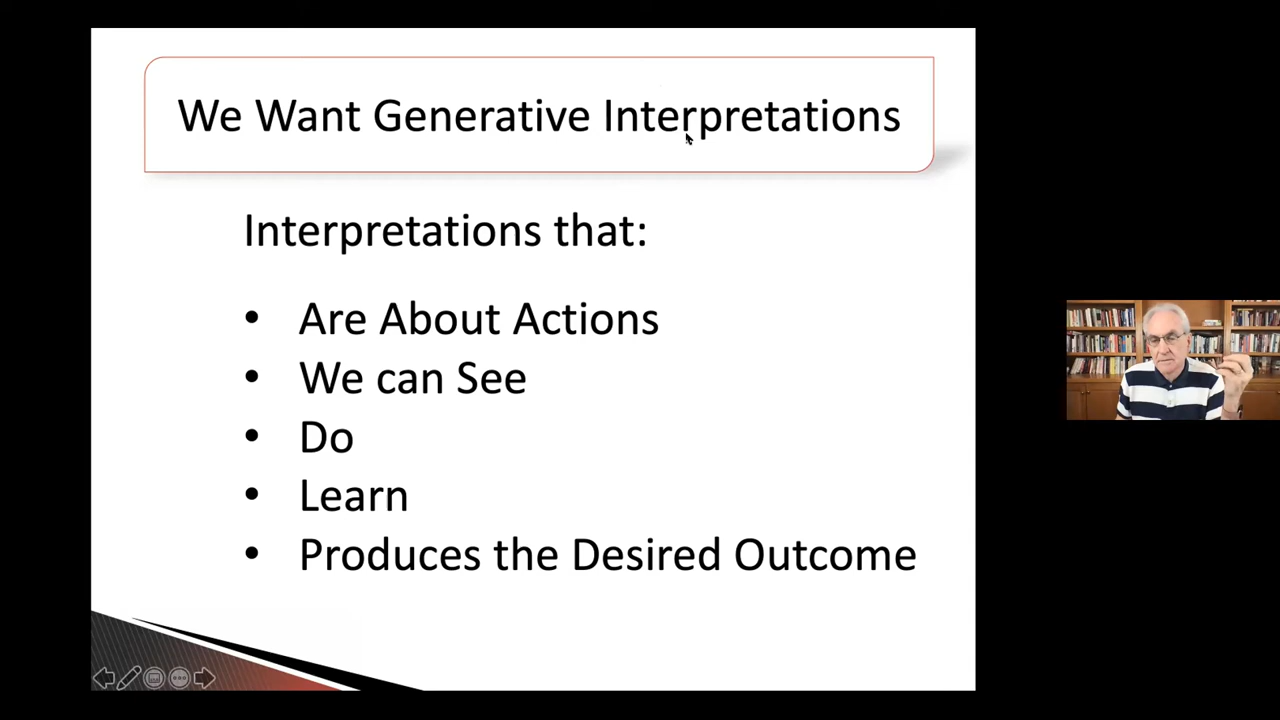 We Want Generative Interpretations
Interpretations that:
• Are About Actions
• We can See
• Do
• Learn
• Produces the Desired Outcome